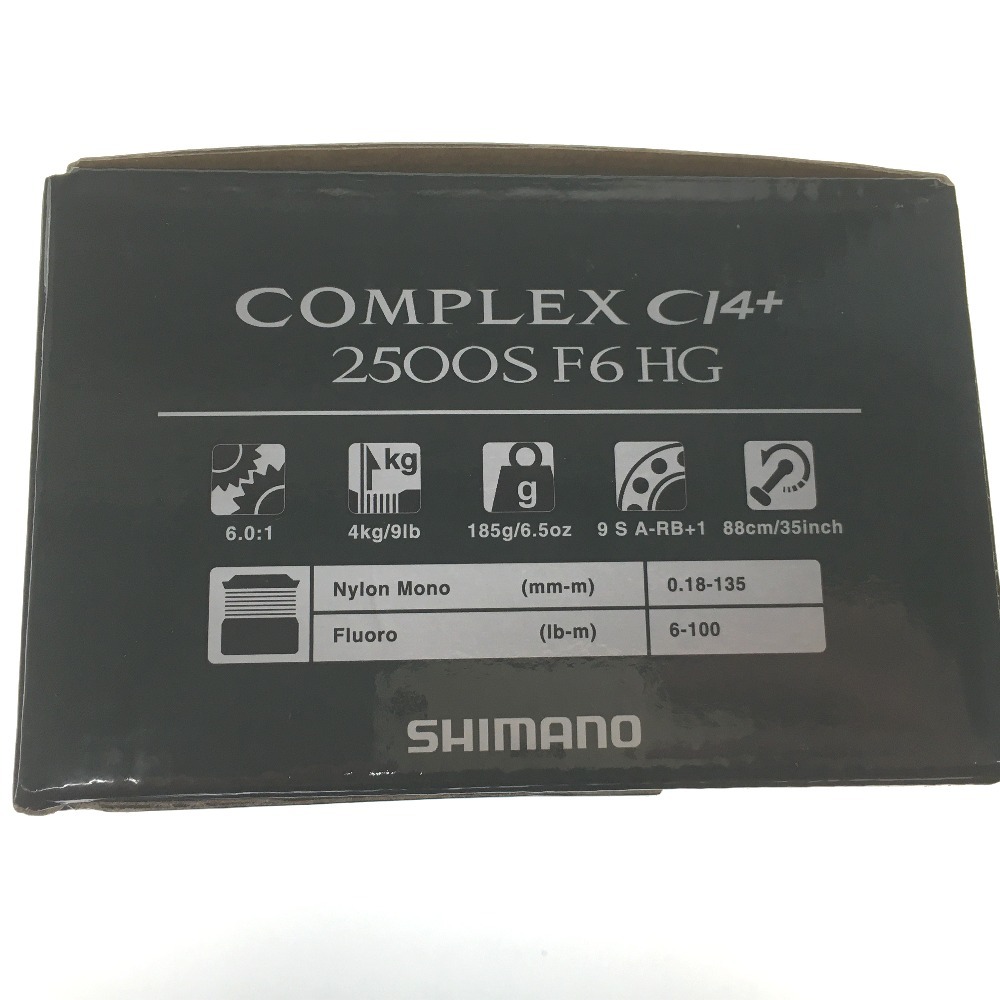 COMPLEX CI4+
2500S F6 HG
kg
g
6.0:1 4kg/9lb 185g/6.5oz 9 S A-RB+1 88cm/35inch
Nylon Mono (mm-m) 0.18-135
Fluoro (lb-m) 6-100
SHIMANO